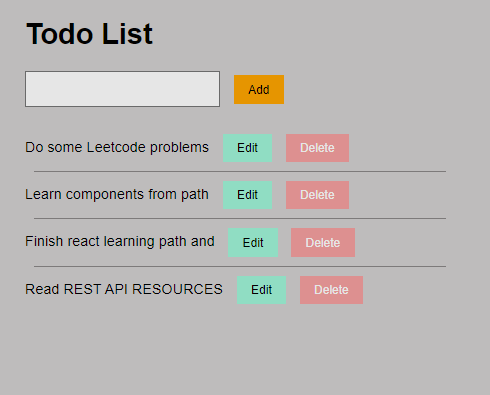 Todo List
Add
Do some Leetcode problems Edit Delete
Learn components from path Edit Delete
Finish react learning path and Edit Delete
Read REST API RESOURCES Edit Delete